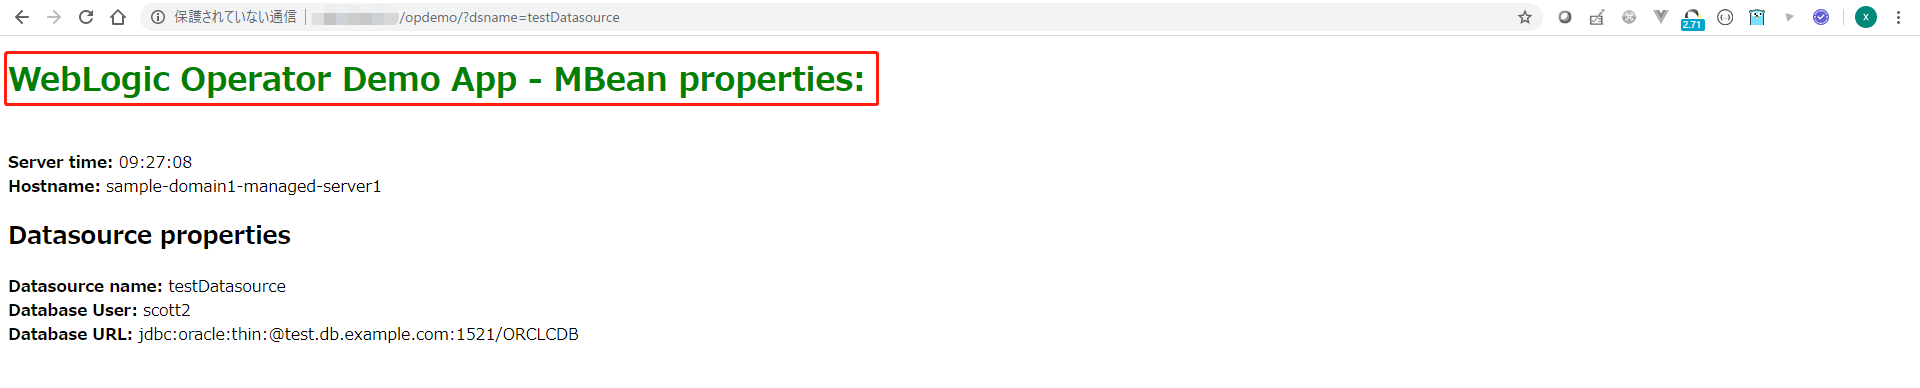 保護されていない通信 | /opdemo/?dsname=testDatasource
2.71
X
WebLogic Operator Demo App - MBean properties:
Server time: 09:27:08
Hostname: sample-domain1-managed-server1
Datasource properties
Datasource name: testDatasource
Database User: scott2
Database URL: jdbc:oracle:thin:@test.db.example.com:1521/ORCLCDB